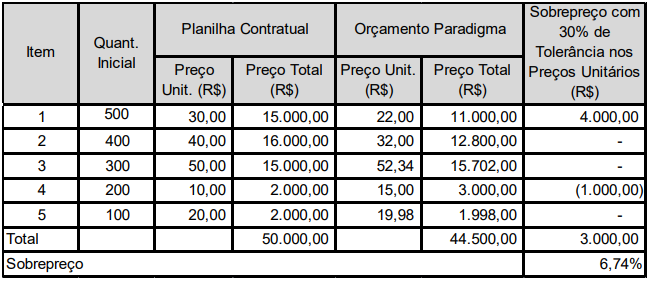 Item Quant. Inicial Planilha Contratual Orçamento Paradigma Sobrepreço com 30% de Tolerância nos Preços Unitários (R$)
Preço Unit. (R$) Preço Total (R$) Preço Unit. (R$) Preço Total (R$)
1 500 30,00 15.000,00 22,00 11.000,00 4.000,00
2 400 40,00 16.000,00 32,00 12.800,00 -
3 300 50,00 15.000,00 52,34 15.702,00 -
4 200 10,00 2.000,00 15,00 3.000,00 (1.000,00)
5 100 20,00 2.000,00 19,98 1.998,00 -
Total 50.000,00 44.500,00 3.000,00
Sobrepreço 6,74%